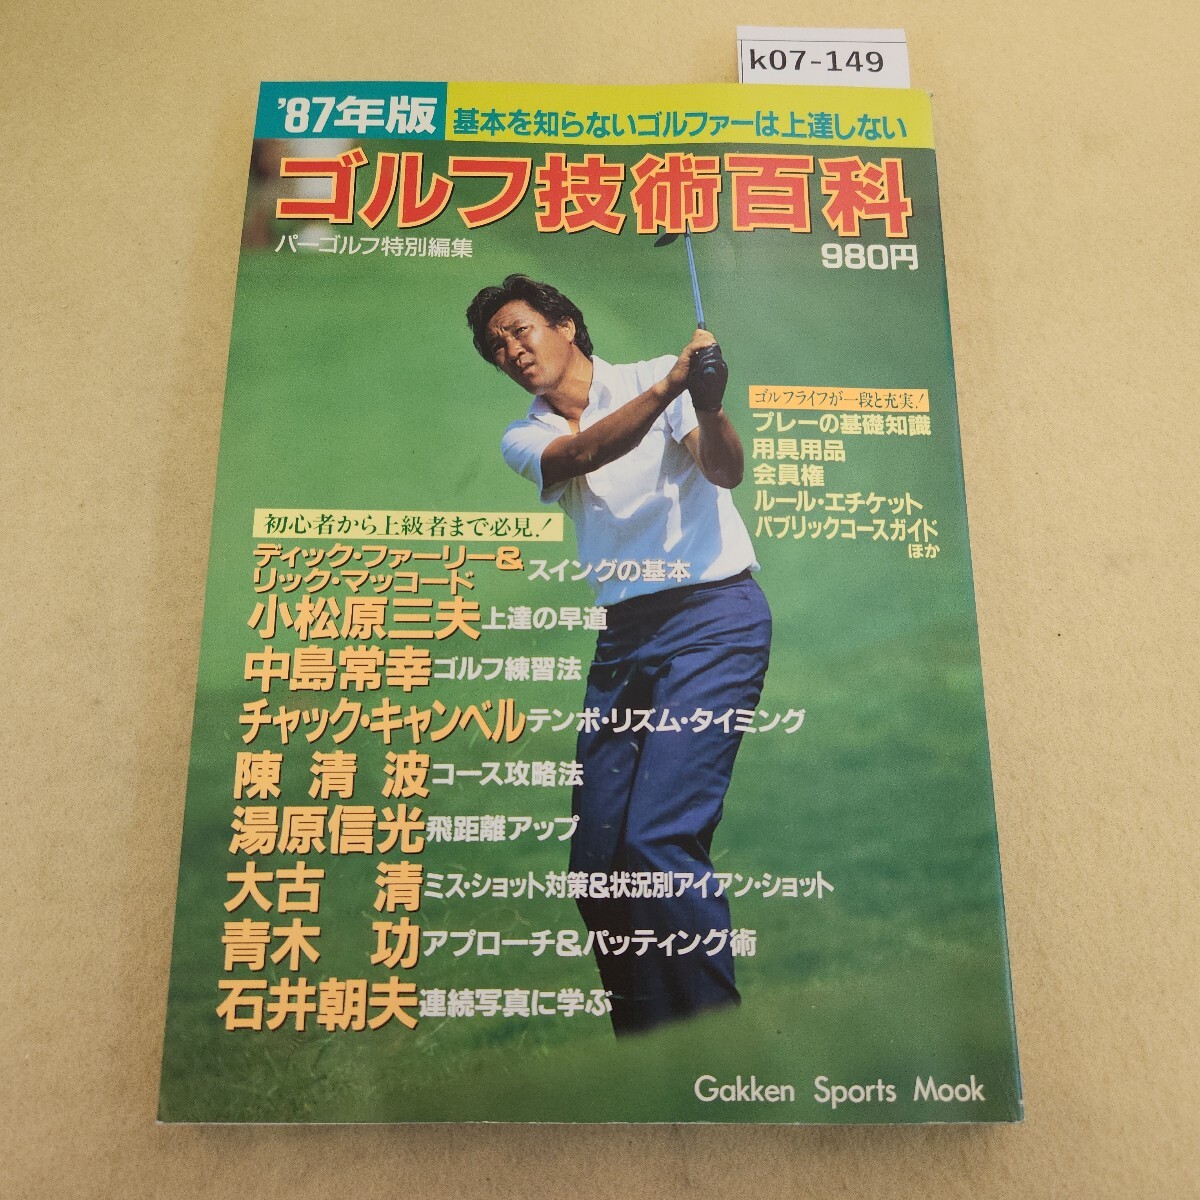 k07-149
'87年版
基本を知らないゴルファーは上達しない
ゴルフ技術百科
パーゴルフ特別編集
980円
ゴルフライフが一段と充実!
プレーの基礎知識
用具用品
会員権
ルール・エチケット
パブリックコースガイド
ほか
初心者から上級者まで必見!
ディック・ファーリー&
リック・マッコード
スイングの基本
小松原三夫 上達の早道
中島常幸 ゴルフ練習法
チャック・キャンベル テンポ・リズム・タイミング
陳清波 コース攻略法
湯原信光 飛距離アップ
大古清 ミス・ショット対策&状況別アイアン・ショット
青木功 アプローチ&パッティング術
石井朝夫 連続写真に学ぶ
Gakken Sports Mook